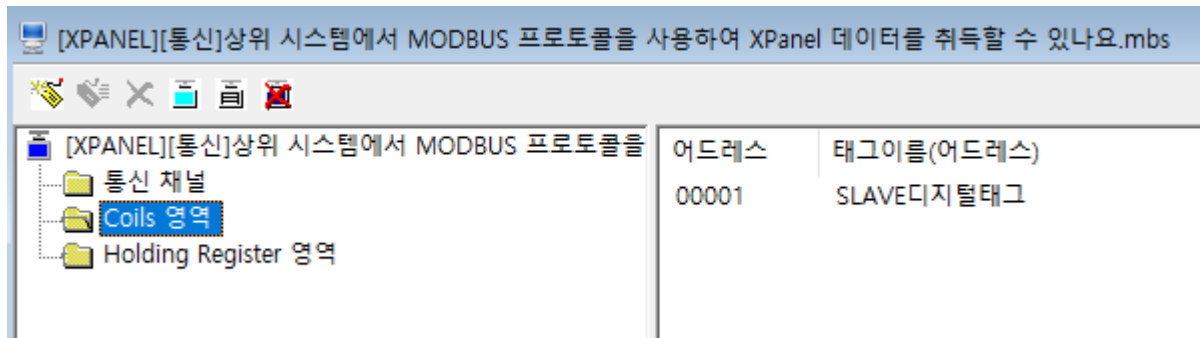 [XPANEL][통신]상위 시스템에서 MODBUS 프로토콜을 사용하여 XPanel 데이터를 취득할 수 있나요.mbs
[XPANEL][통신]상위 시스템에서 MODBUS 프로토콜을
통신 채널
Coils 영역
Holding Register 영역
어드레스 태그이름(어드레스)
00001 SLAVE디지털태그